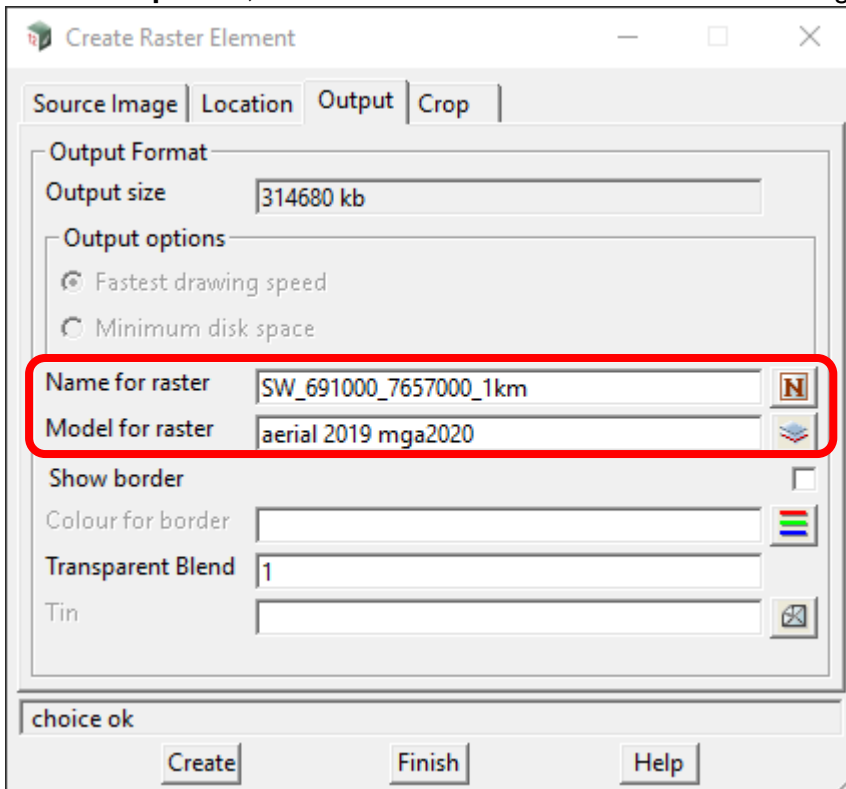 Create Raster Element
Source Image Location Output Crop
Output Format
Output size 314680 kb
Output options
Fastest drawing speed
Minimum disk space
Name for raster SW_691000_7657000_1km N
Model for raster aerial 2019 mga2020
Show border
Colour for border
Transparent Blend 1
Tin
choice ok
Create Finish Help